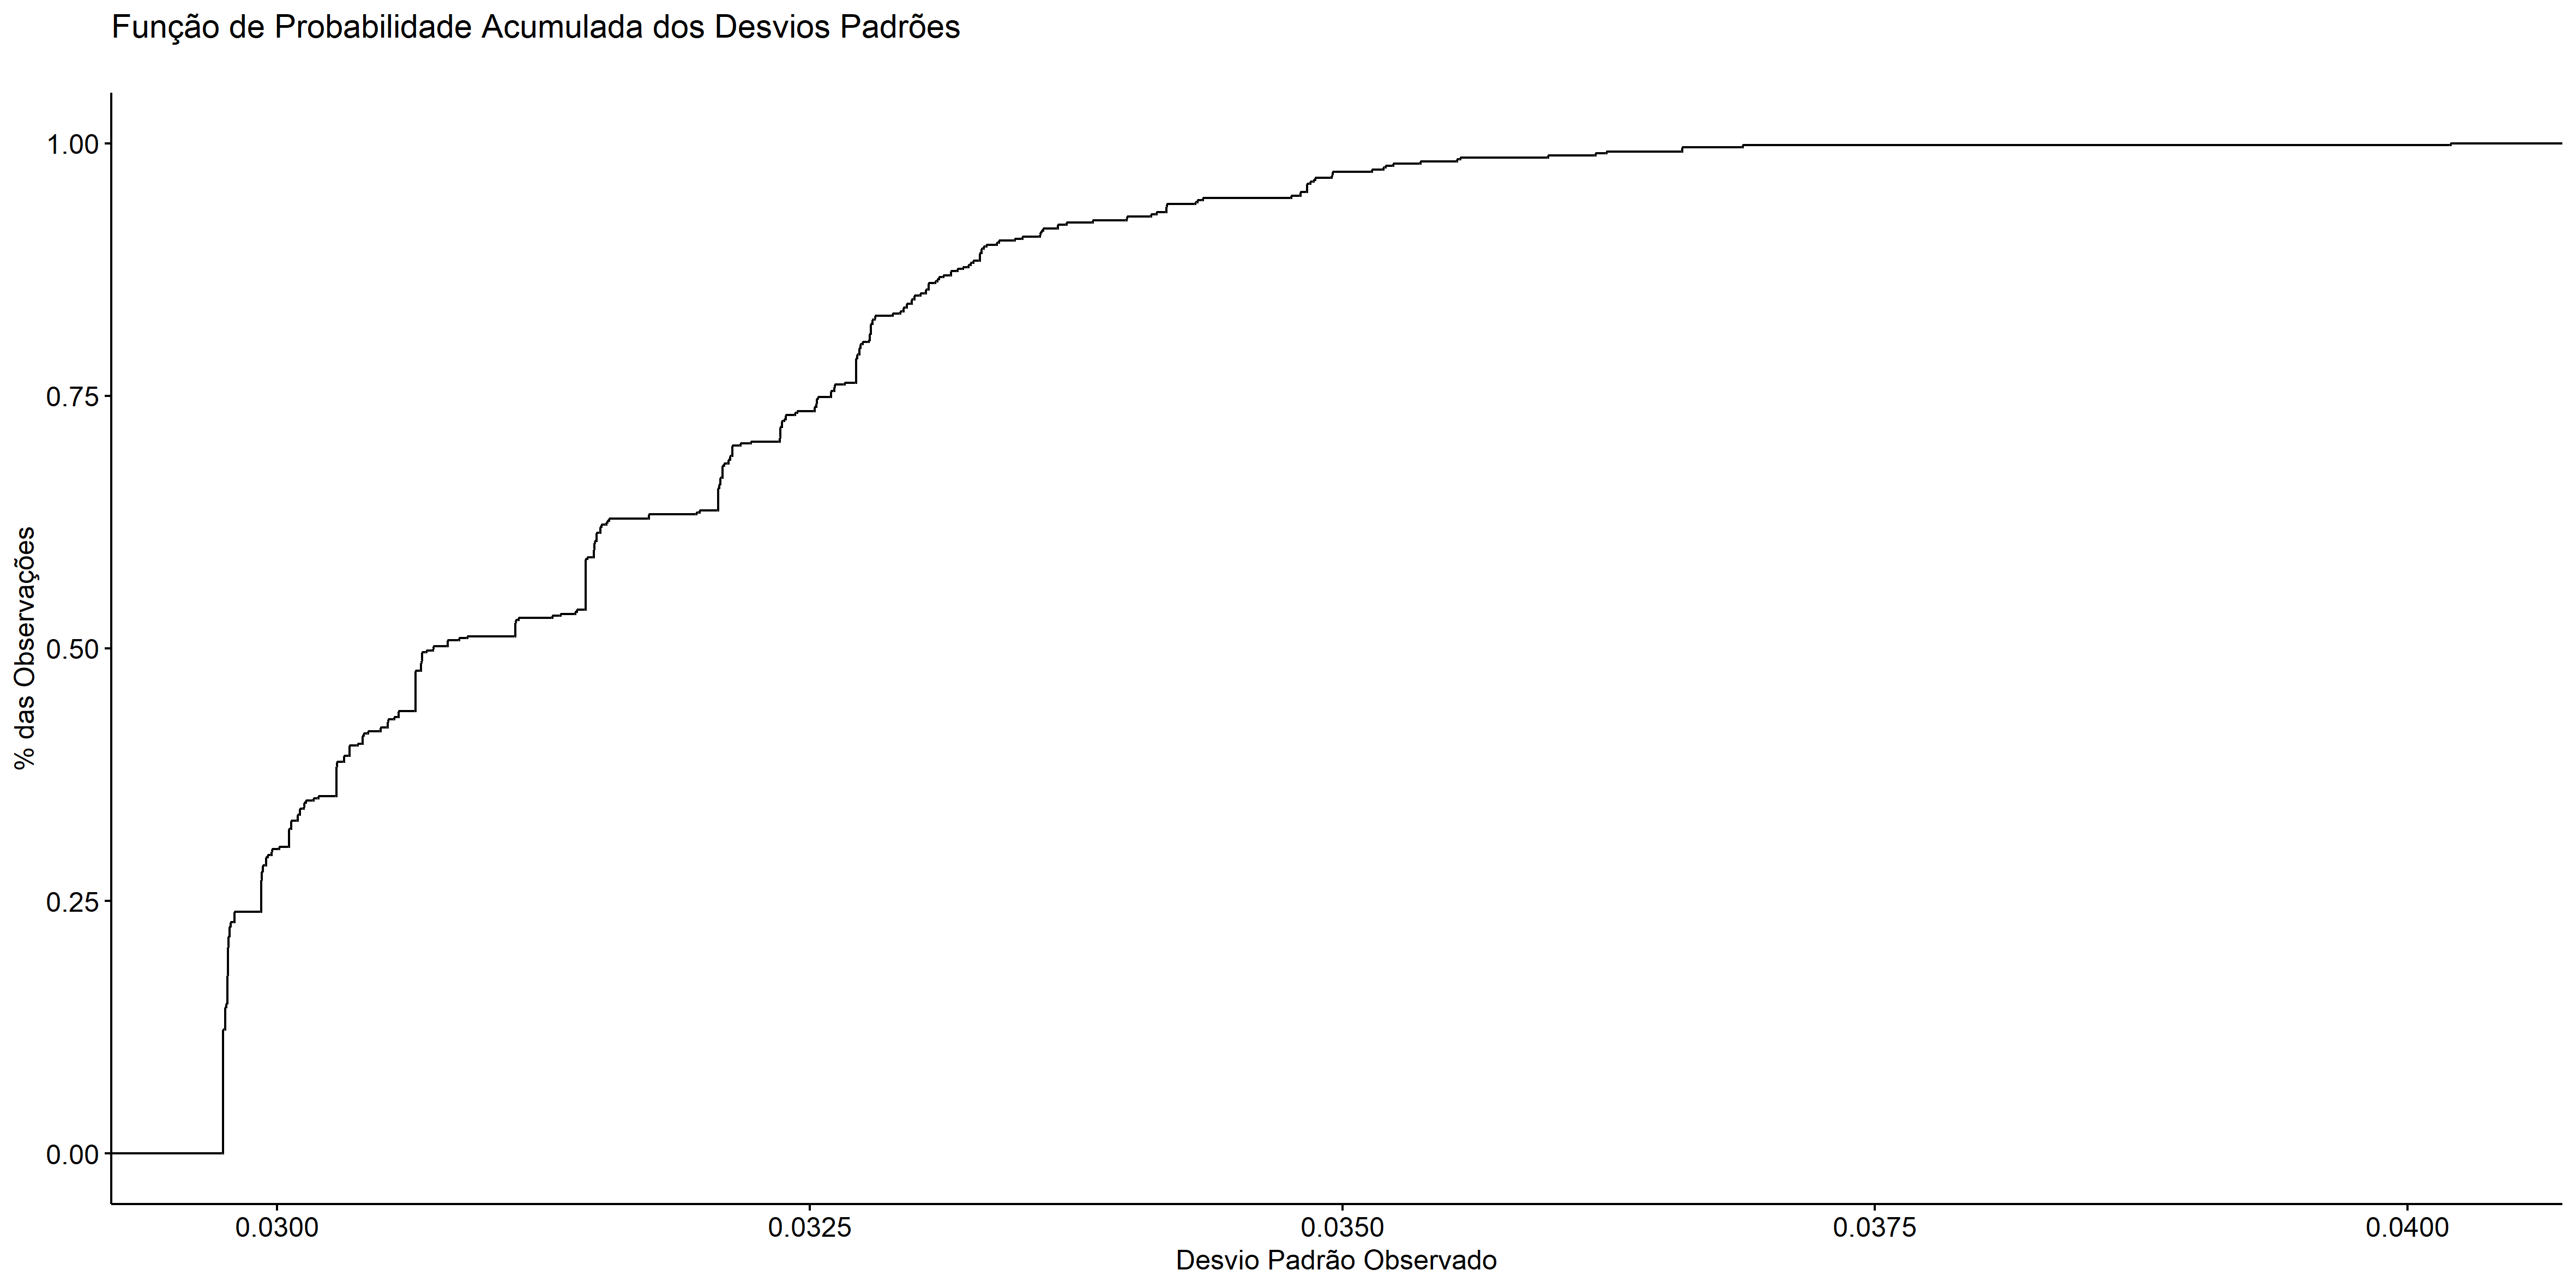 Função de Probabilidade Acumulada dos Desvios Padrões
1.00
0.75
0.50
0.25
0.00
% das Observações
0.0300 0.0325 0.0350 0.0375 0.0400
Desvio Padrão Observado